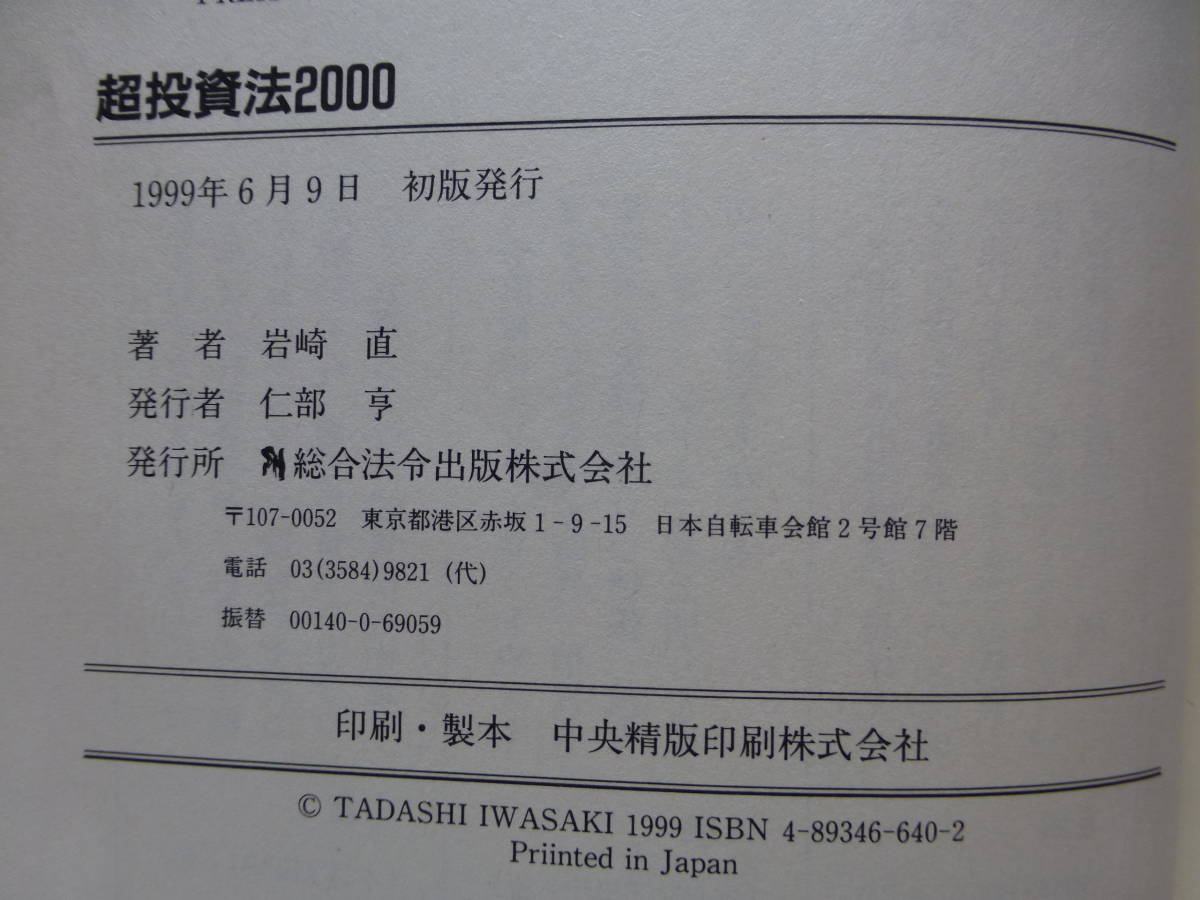 超投資法2000
1999年6月9日 初版発行
著 者 岩崎 直
発行者 仁部 亨
発行所 総合法令出版株式会社
〒107-0052 東京都港区赤坂1-9-15 日本自転車会館2号館7階
電話 03(3584)9821 (代)
振替 00140-0-69059
印刷・製本 中央精版印刷株式会社
© TADASHI IWASAKI 1999 ISBN 4-89346-640-2
Priinted in Japan